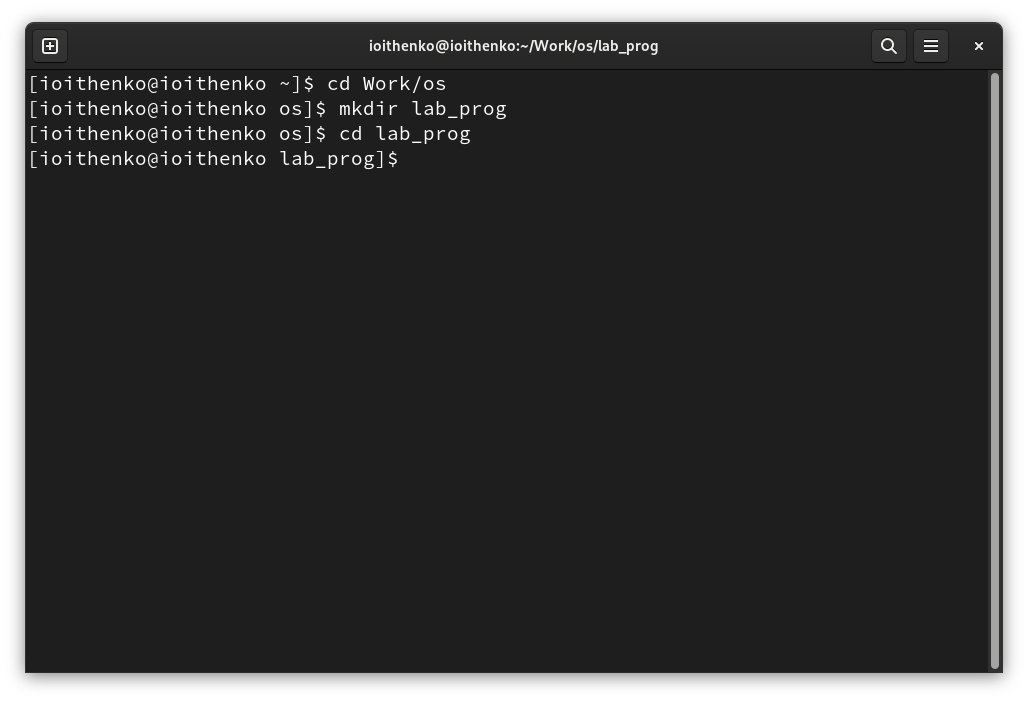 ioithenko@ioithenko:~/Work/os/lab_prog
[ioithenko@ioithenko ~]$ cd Work/os
[ioithenko@ioithenko os]$ mkdir lab_prog
[ioithenko@ioithenko os]$ cd lab_prog
[ioithenko@ioithenko lab_prog]$